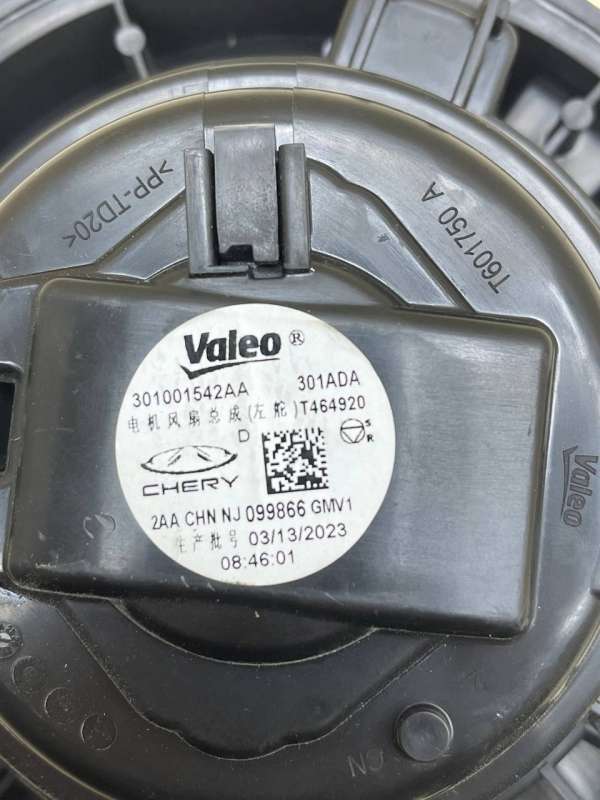 >PP-TD20<
T601750 A
Valeo®
301001542AA 301ADA
电机风扇总成(左舵)T464920
D
S
R
CHERY
2AA CHN NJ 099866 GMV1
生产批号 03/13/2023
08:46:01
Valeo